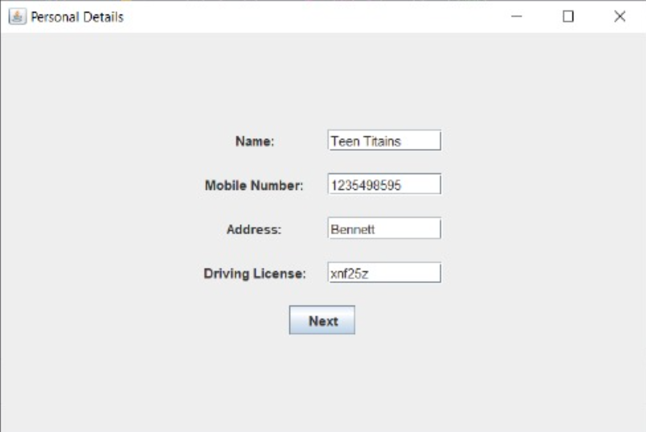 Personal Details
Name: Teen Titains
Mobile Number: 1235498595
Address: Bennett
Driving License: xnf25z
Next